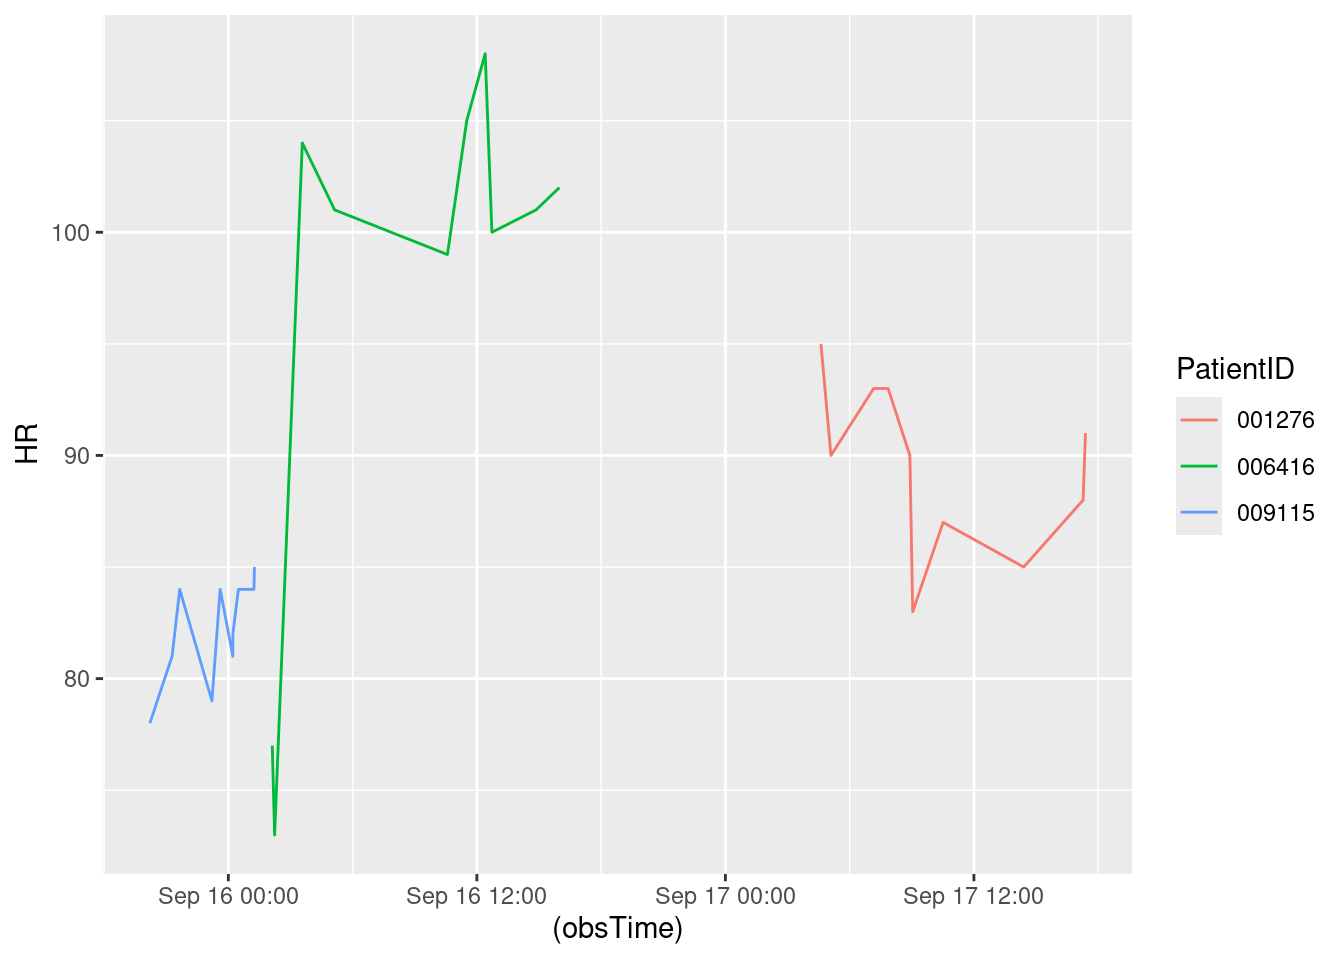 HR
100
90
80
Sep 16 00:00
Sep 16 12:00
Sep 17 00:00
Sep 17 12:00
(obsTime)
PatientID
001276
006416
009115